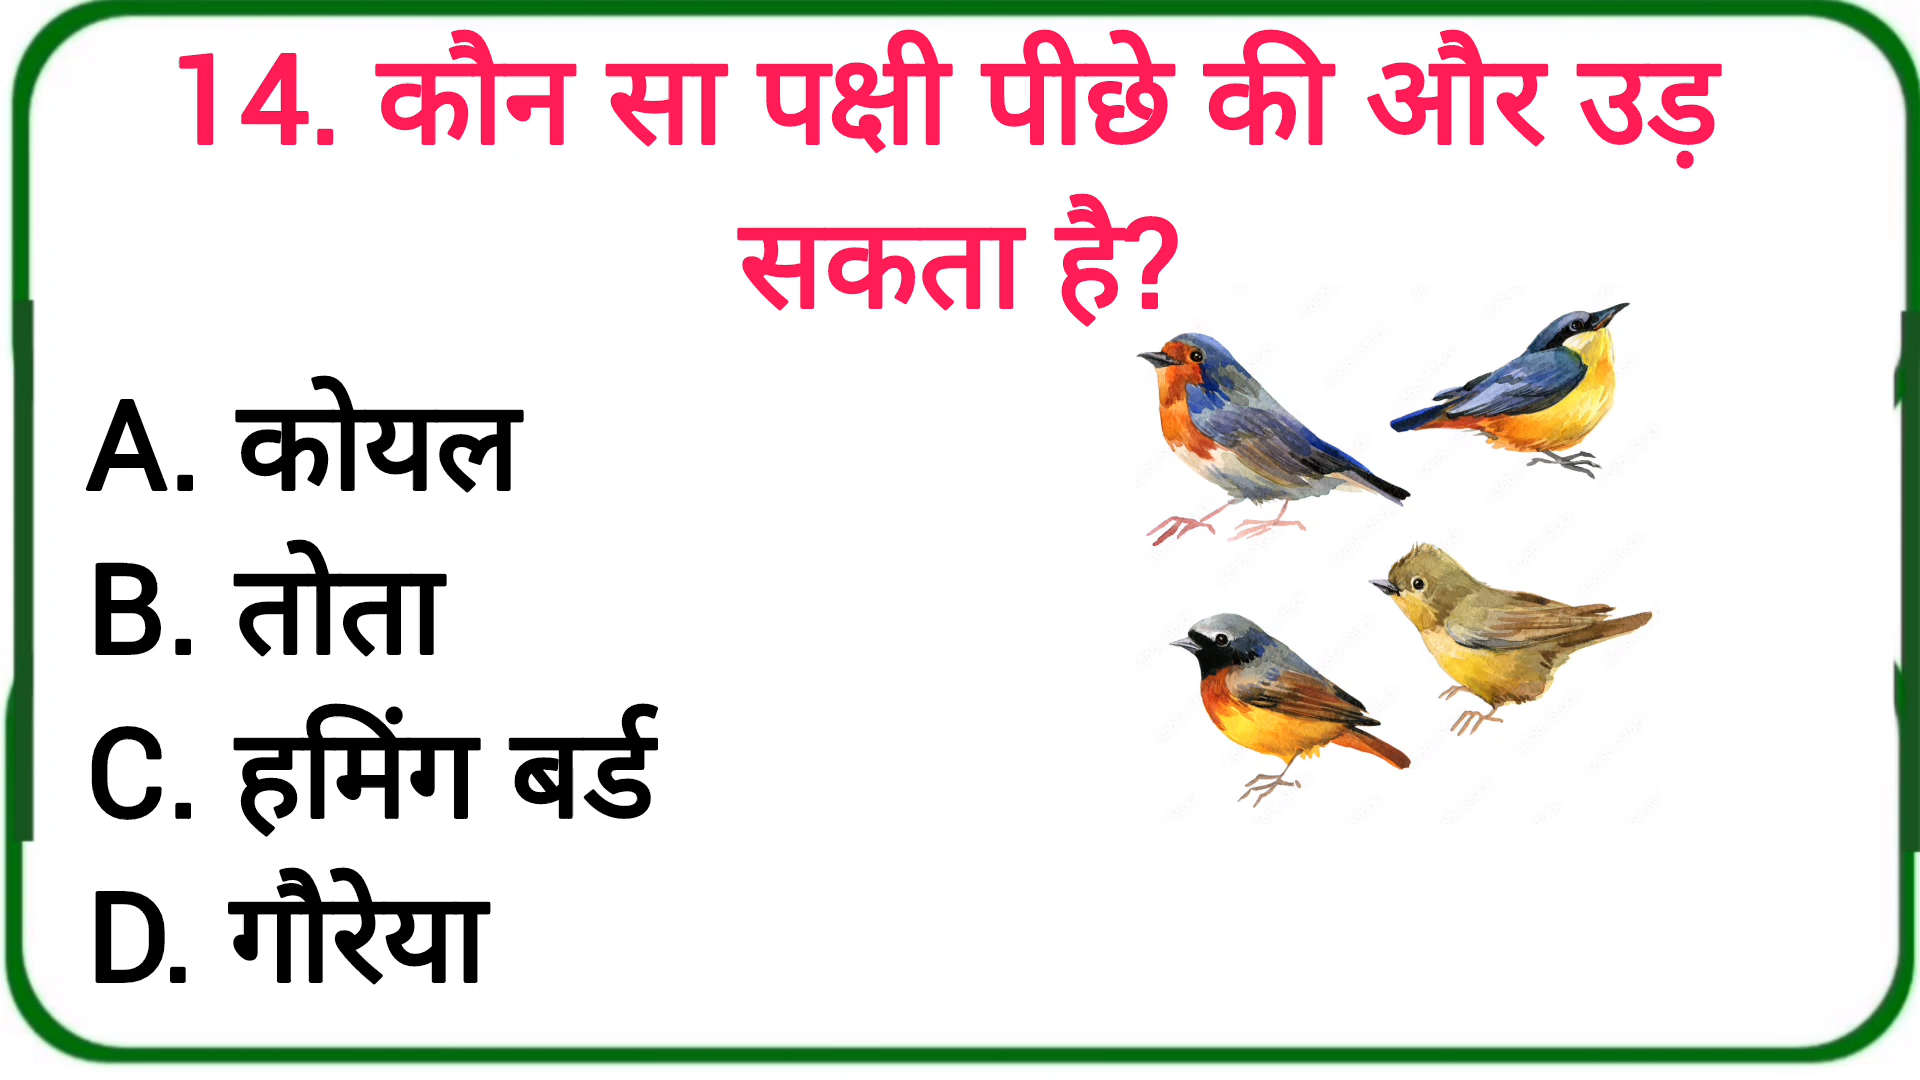 14. कौन सा पक्षी पीछे की और उड़
सकता है?
A. कोयल
B. तोता
C. हमिंग बर्ड
D. गौरेया